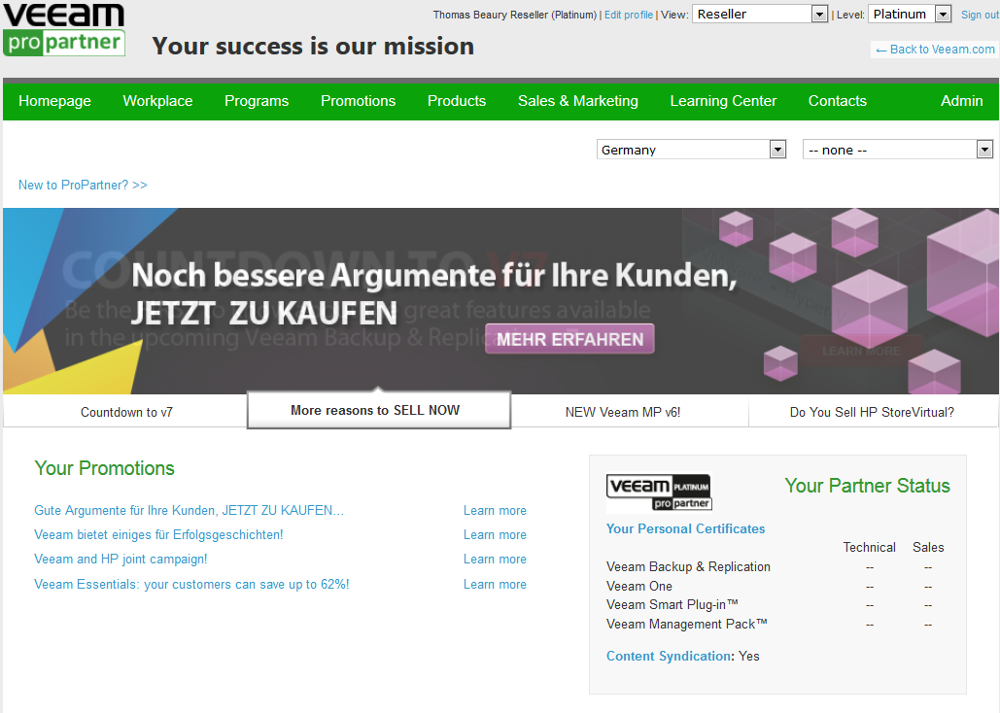 veeam
propartner
Your success is our mission
Thomas Beaury Reseller (Platinum) | Edit profile | View: Reseller | Level: Platinum Sign out
← Back to Veeam.com
Homepage Workplace Programs Promotions Products Sales & Marketing Learning Center Contacts Admin
Germany -- none --
New to ProPartner? >>
COUNTDOWN TO V7
Noch bessere Argumente für Ihre Kunden,
JETZT ZU KAUFEN
Be the to great features available
in the upcoming Veeam Backup & Replication
MEHR ERFAHREN
LEARN MORE
Countdown to v7 More reasons to SELL NOW NEW Veeam MP v6! Do You Sell HP StoreVirtual?
Your Promotions
Gute Argumente für Ihre Kunden, JETZT ZU KAUFEN... Learn more
Veeam bietet einiges für Erfolgsgeschichten! Learn more
Veeam and HP joint campaign! Learn more
Veeam Essentials: your customers can save up to 62%! Learn more
veeam PLATINUM
propartner
Your Partner Status
Your Personal Certificates
Technical Sales
Veeam Backup & Replication -- --
Veeam One -- --
Veeam Smart Plug-in™ -- --
Veeam Management Pack™ -- --
Content Syndication: Yes